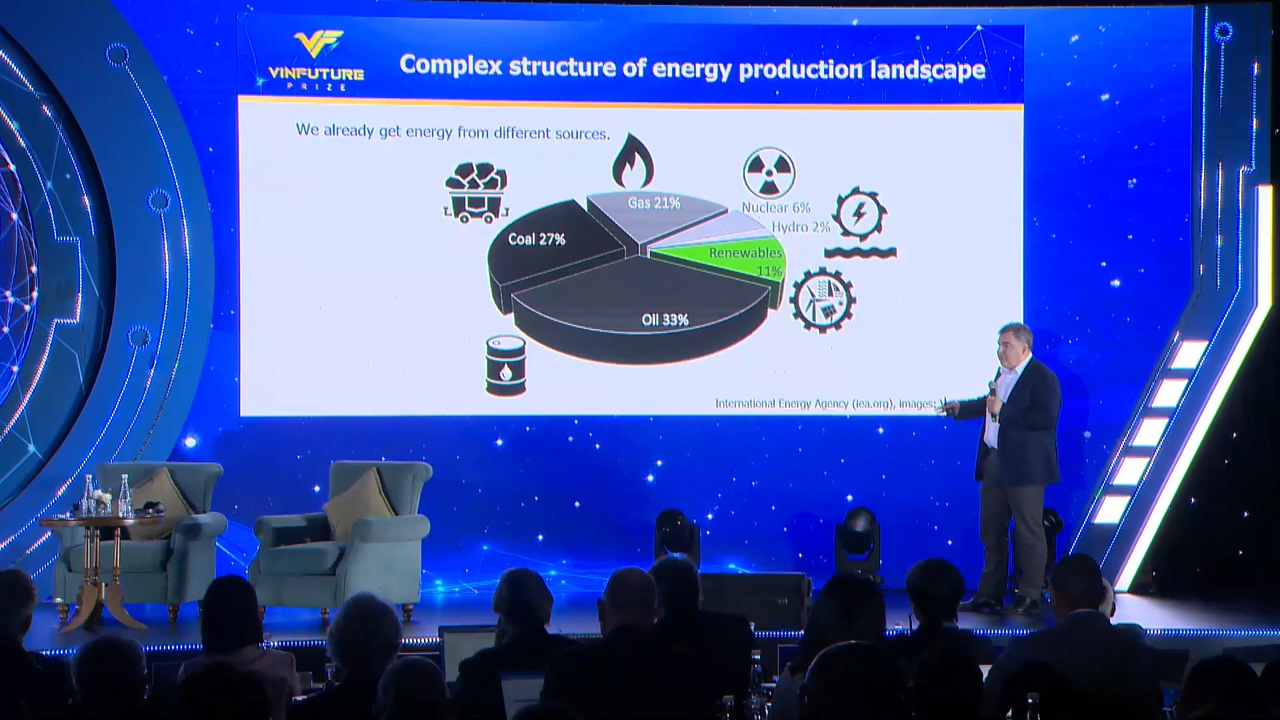 VINFUTURE
PRIZE
Complex structure of energy production landscape
We already get energy from different sources.
Gas 21%
Nuclear 6%
Hydro 2%
Coal 27%
Renewables
11%
Oil 33%
International Energy Agency (iea.org), images: